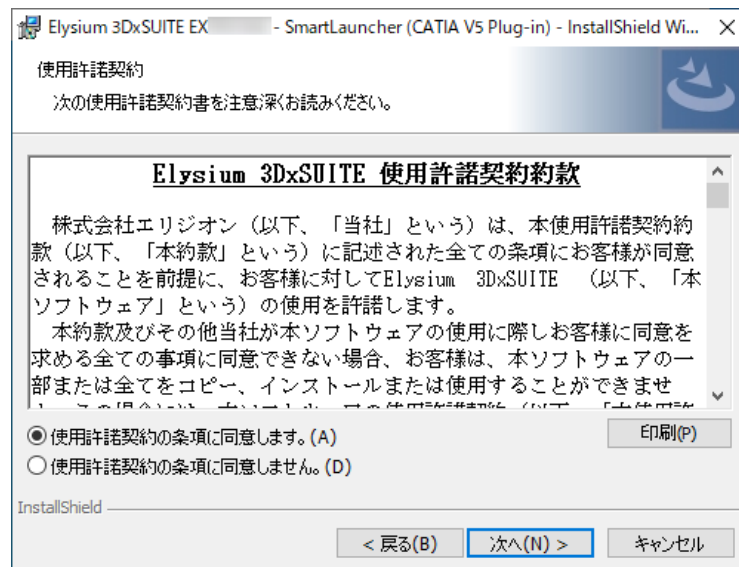 Elysium 3DxSUITE EX - SmartLauncher (CATIA V5 Plug-in) - InstallShield Wi...
使用許諾契約
次の使用許諾契約書を注意深くお読みください。
Elysium 3DxSUITE 使用許諾契約約款
株式会社エリジオン（以下、「当社」という）は、本使用許諾契約約
款（以下、「本約款」という）に記述された全ての条項にお客様が同意
されることを前提に、お客様に対してElysium 3DxSUITE （以下、「本
ソフトウェア」という）の使用を許諾します。
本約款及びその他当社が本ソフトウェアの使用に際しお客様に同意を
求める全ての事項に同意できない場合、お客様は、本ソフトウェアの一
部または全てをコピー、インストールまたは使用することができませ
使用許諾契約の条項に同意します。(A)
印刷(P)
使用許諾契約の条項に同意しません。(D)
InstallShield
< 戻る(B)
次へ(N) >
キャンセル